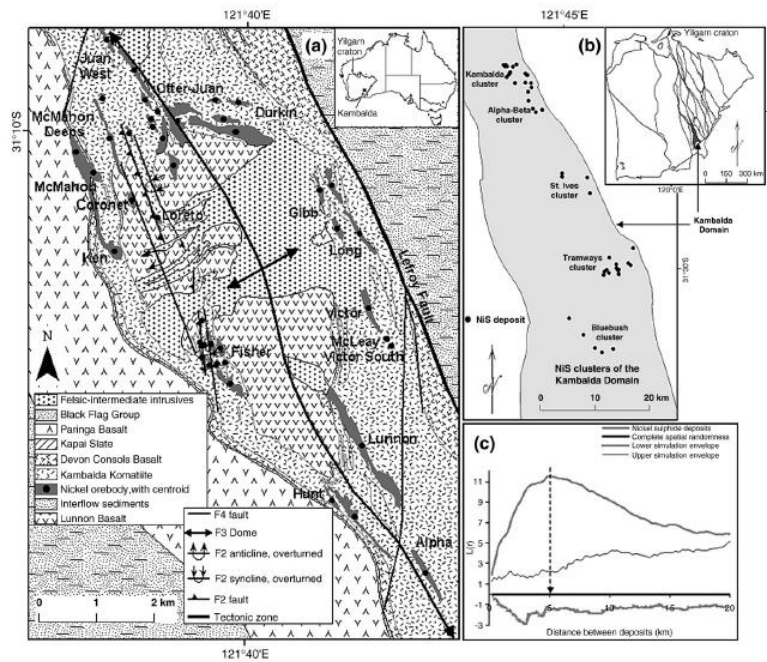 121°40'E
(a)
Yilgarn
craton
Kambalda
Juan
West
Otter-Juan
McMahon
Deeps
Durkin
31°10'S
McMahon
Coronet
Loreto
Gibb
Long
Ken
Lefroy Fault
Victor
McLeay
Victor South
Fisher
N
Lunnon
Hunt
Alpha
Felsic-Intermediate intrusives
Black Flag Group
Paringa Basalt
Kapai Slate
Devon Consols Basalt
Kambalda Komatiite
Nickel orebody, with centroid
Interflow sediments
Lunnon Basalt
F4 fault
F3 Dome
F2 anticline, overturned
F2 syncline, overturned
F2 fault
Tectonic zone
0 1 2 km
121°40'E
121°45'E
(b)
Yilgarn craton
Kambalda
cluster
Alpha-Beta
cluster
0 150 300 km
St. Ives
cluster
Kambalda
Domain
Tramways
cluster
NiS deposit
Bluebush
cluster
NiS clusters of the
Kambalda Domain
0 10 20 km
(c)
Nickel sulphide deposits
Complete spatial randomness
Lower simulation envelope
Upper simulation envelope
L(r)
11
9
7
5
3
1
-1
-3
5 10 15 20
Distance between deposits (km)